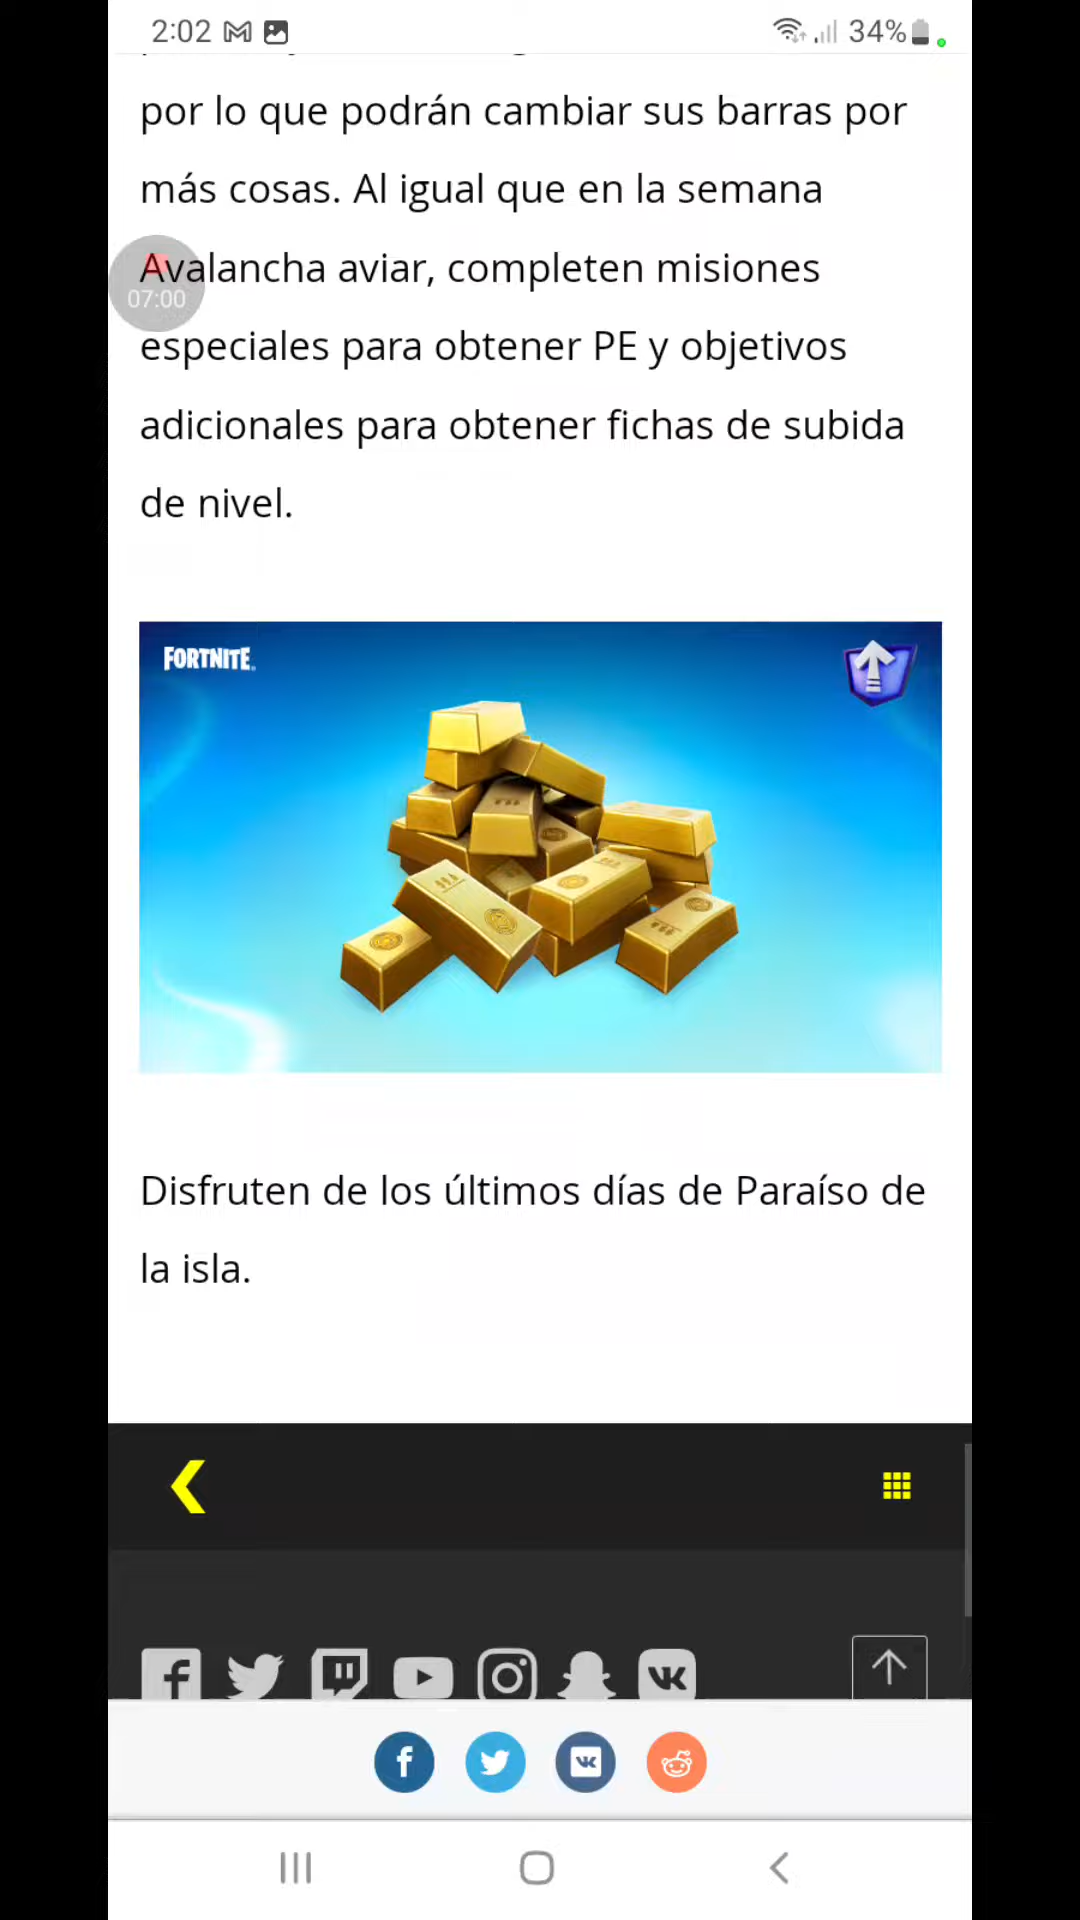 2:02
34%
por lo que podrán cambiar sus barras por
más cosas. Al igual que en la semana
Avalancha aviar, completen misiones
07:00
especiales para obtener PE y objetivos
adicionales para obtener fichas de subida
de nivel.
FORTNITE
Disfruten de los últimos días de Paraíso de
la isla.